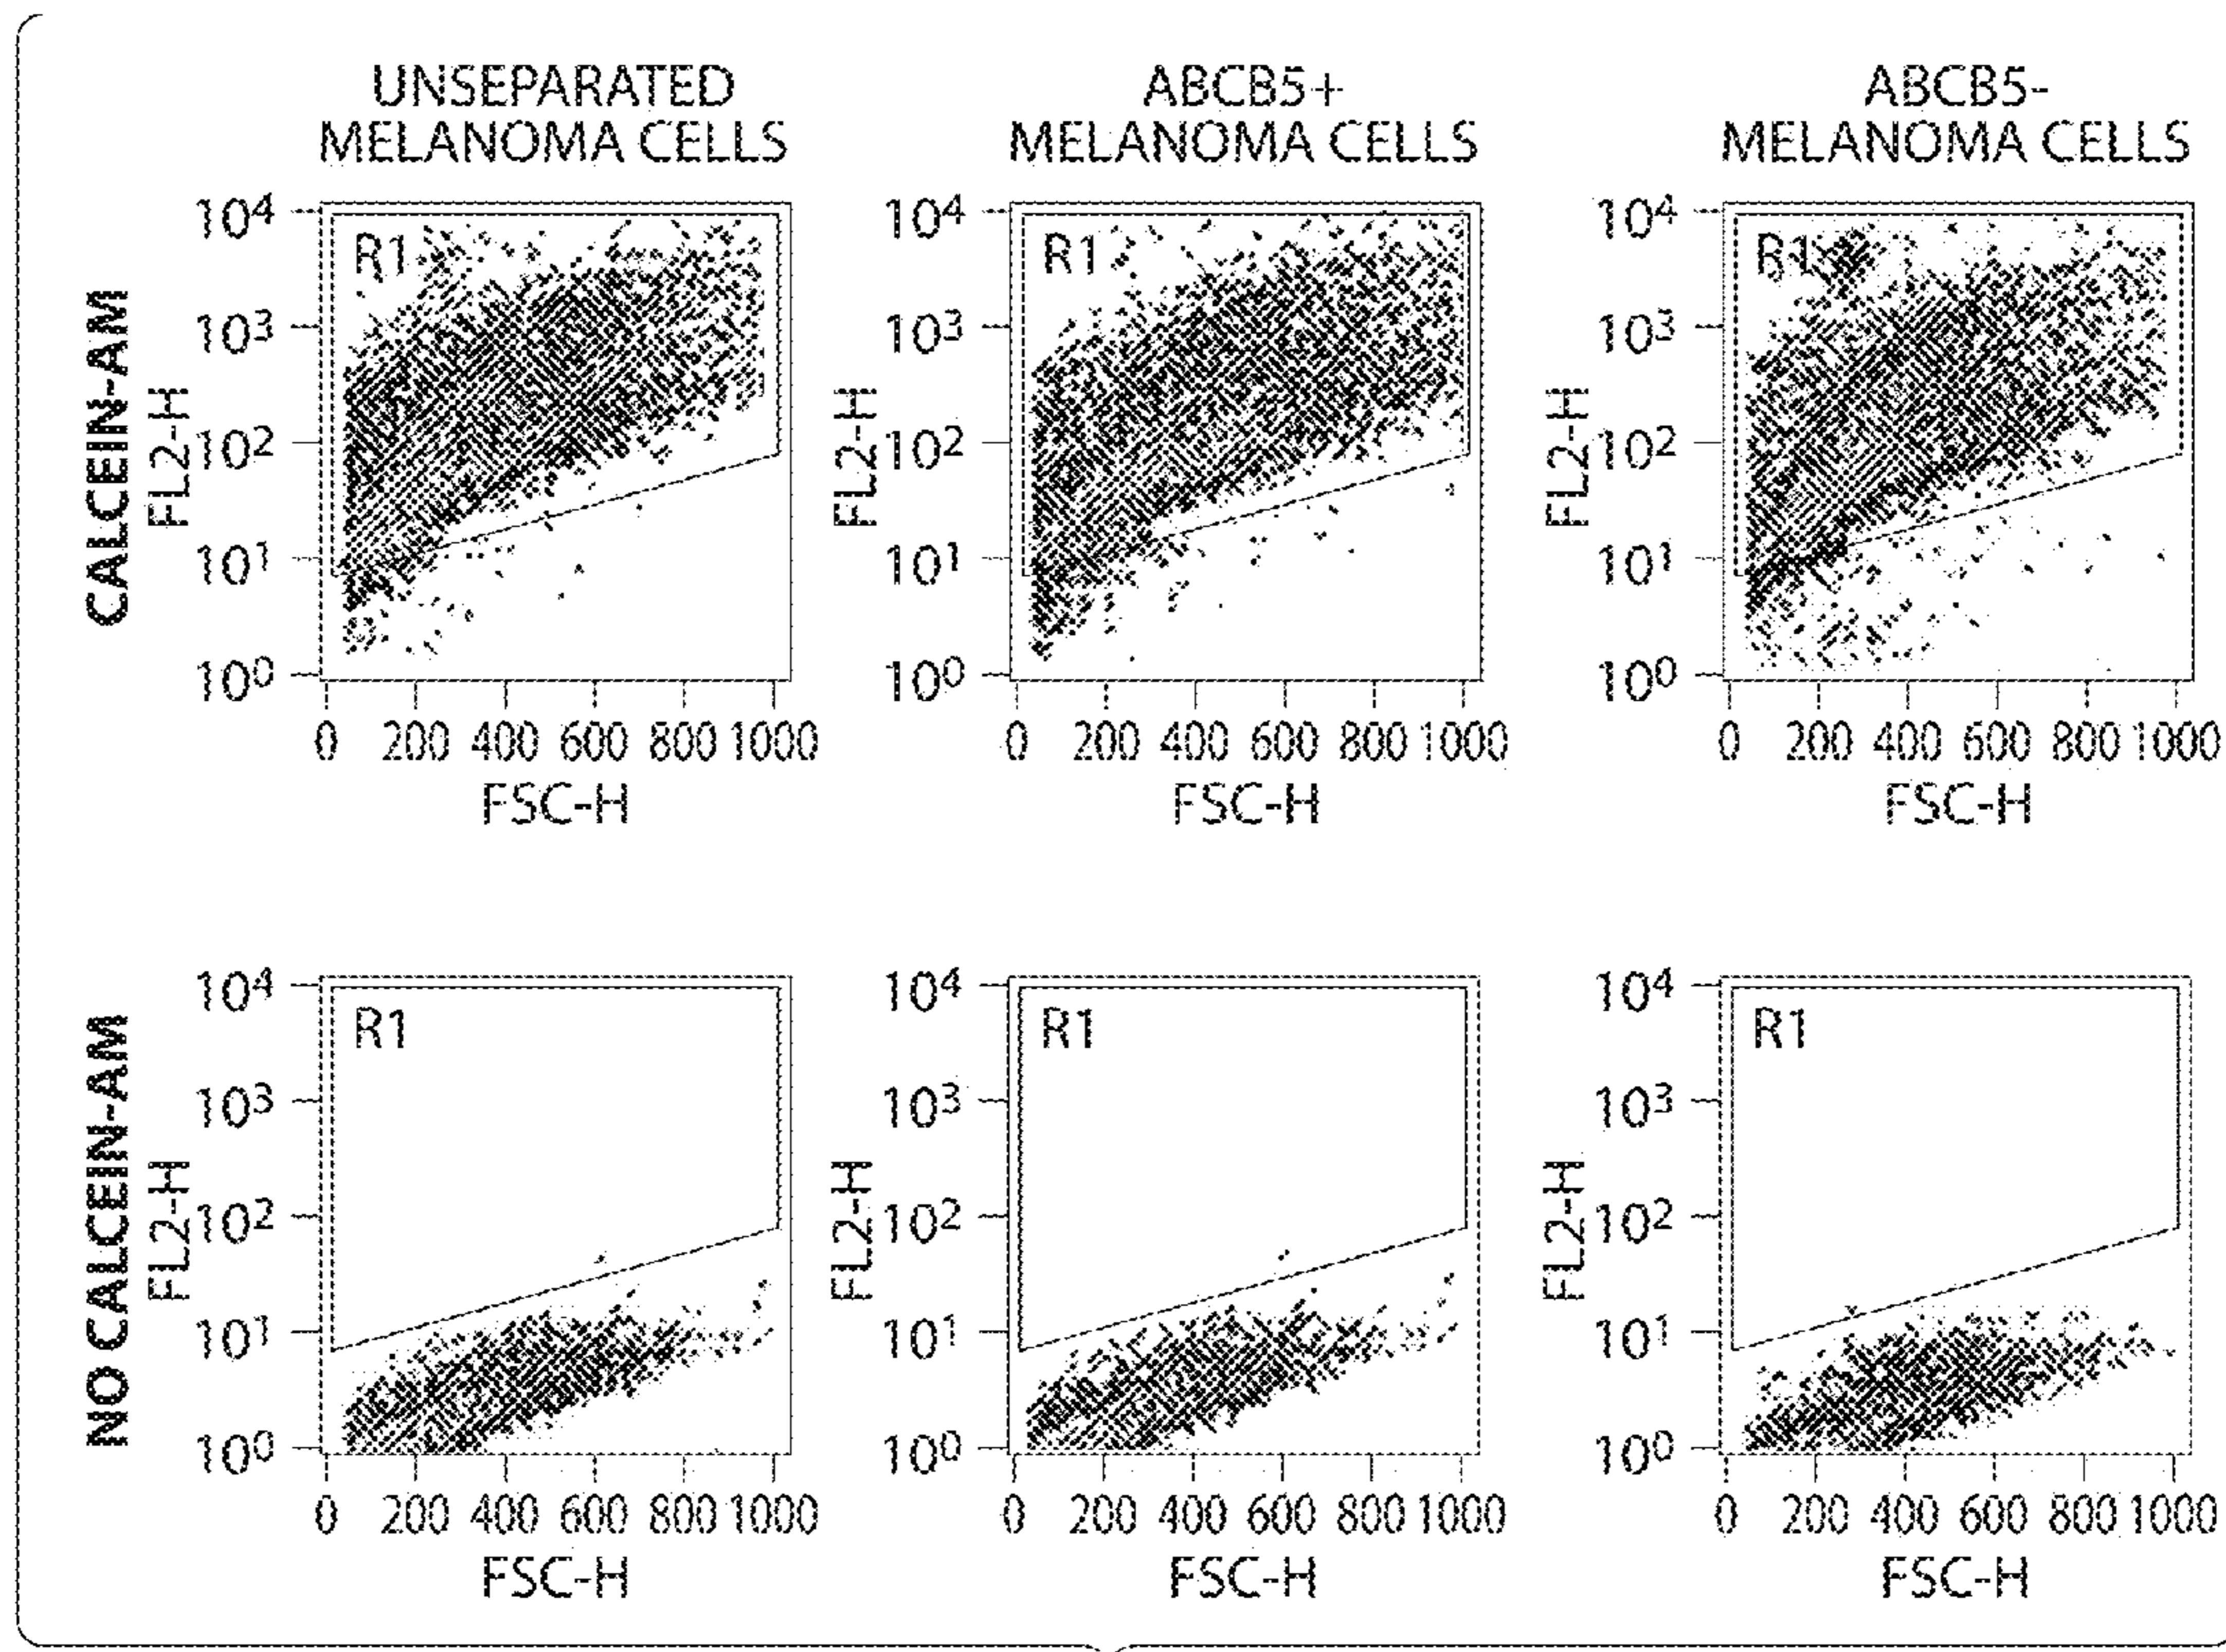 UNSEPARATED
MELANOMA CELLS
ABCB5+
MELANOMA CELLS
ABCB5-
MELANOMA CELLS
CALCEIN-AM
FL2-H
10⁴
10³
10²
10¹
10⁰
R1
0 200 400 600 800 1000
FSC-H
FL2-H
10⁴
10³
10²
10¹
10⁰
R1
0 200 400 600 800 1000
FSC-H
FL2-H
10⁴
10³
10²
10¹
10⁰
R1
0 200 400 600 800 1000
FSC-H
NO CALCEIN-AM
FL2-H
10⁴
10³
10²
10¹
10⁰
R1
0 200 400 600 800 1000
FSC-H
FL2-H
10⁴
10³
10²
10¹
10⁰
R1
0 200 400 600 800 1000
FSC-H
FL2-H
10⁴
10³
10²
10¹
10⁰
R1
0 200 400 600 800 1000
FSC-H